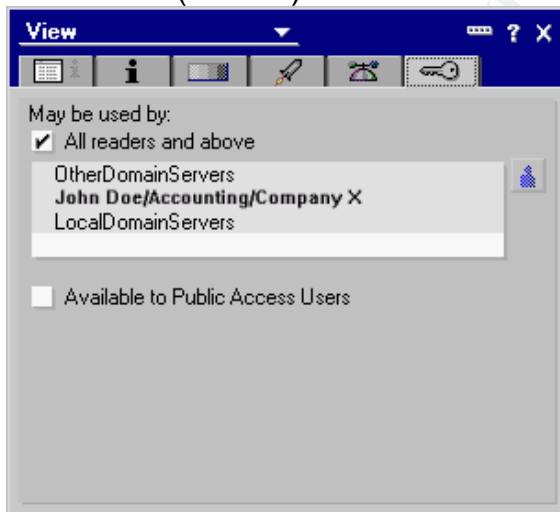 View
? X
i
May be used by:
All readers and above
OtherDomainServers
John Doe/Accounting/Company X
LocalDomainServers
Available to Public Access Users